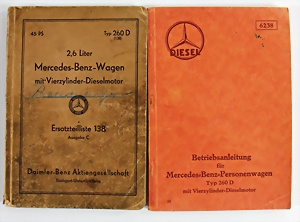 45 95
Typ 260 D
2,6 Liter
Mercedes-Benz-Wagen
mit Vierzylinder-Dieselmotor
Ersatzteilliste 138
Ausgabe C
Daimler-Benz Aktiengesellschaft
6238
DIESEL
Betriebsanleitung
für
Mercedes-Benz-Personenwagen
Typ 260 D
mit Vierzylinder-Dieselmotor